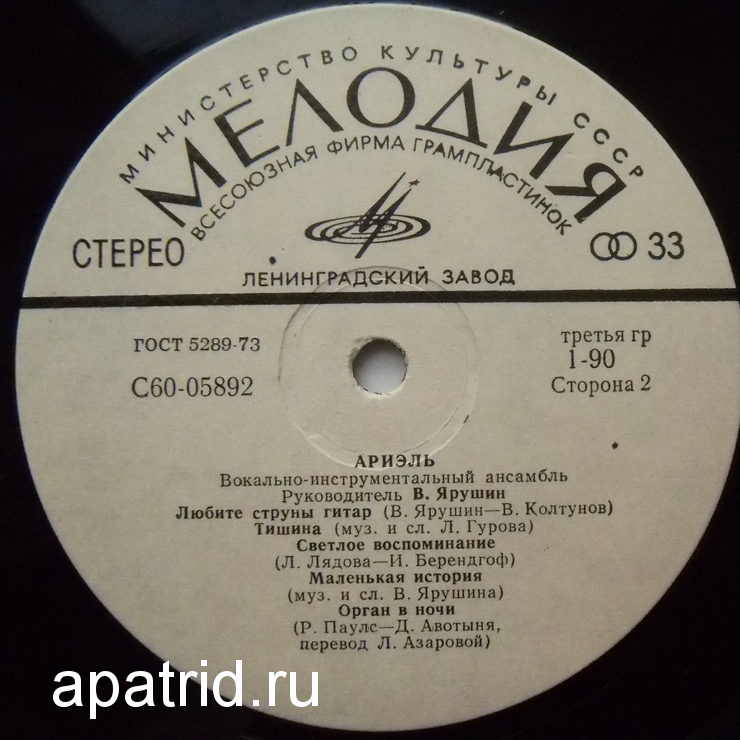 МИНИСТЕРСТВО КУЛЬТУРЫ СССР
МЕЛОДИЯ
ВСЕСОЮЗНАЯ ФИРМА ГРАМПЛАСТИНОК
СТЕРЕО
33
ЛЕНИНГРАДСКИЙ ЗАВОД
ГОСТ 5289-73
третья гр
1-90
С60-05892
Сторона 2
АРИЭЛЬ
Вокально-инструментальный ансамбль
Руководитель В. Ярушин
Любите струны гитар (В. Ярушин—В. Колтунов)
Тишина (муз. и сл. Л. Гурова)
Светлое воспоминание
(Л. Лядова—И. Берендгоф)
Маленькая история
(муз. и сл. В. Ярушина)
Орган в ночи
(Р. Паулс—Д. Авотыня,
перевод Л. Азаровой)
apatrid.ru